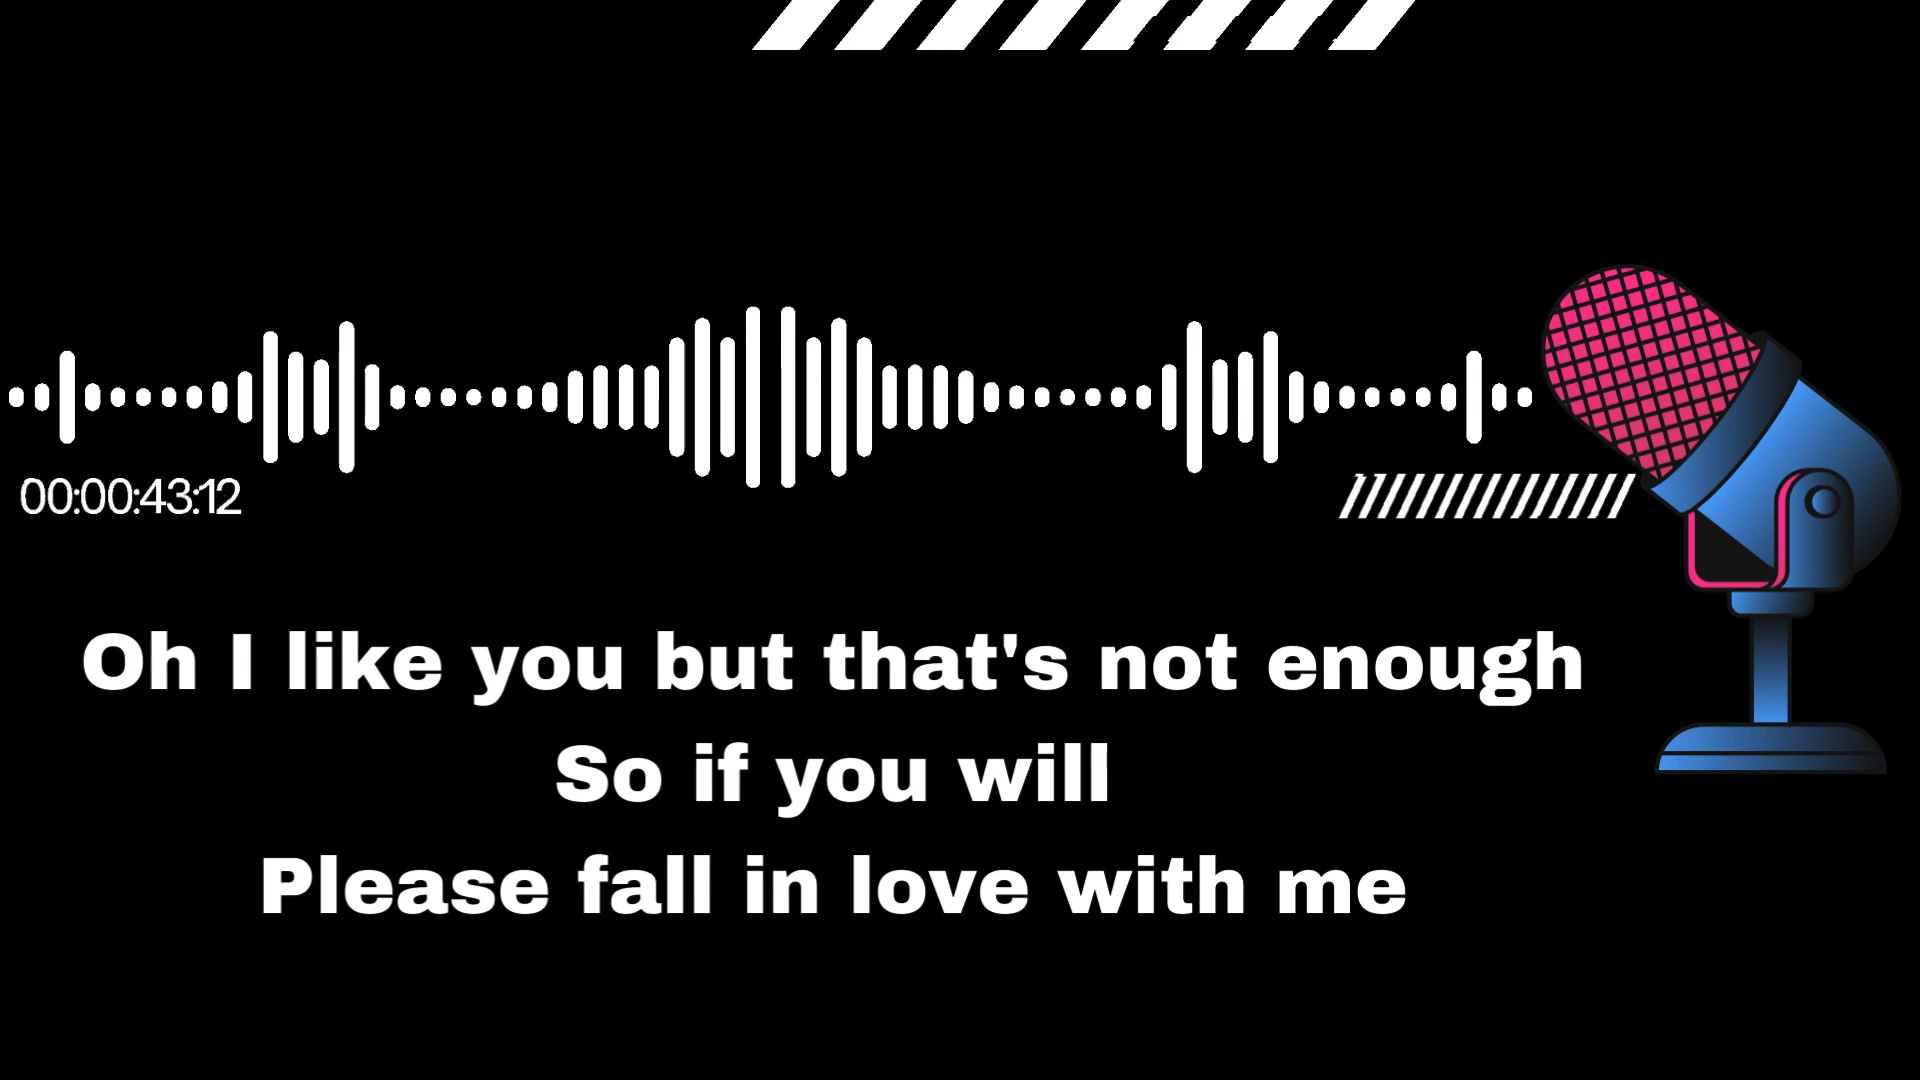 00:00:43:12
Oh I like you but that's not enough
So if you will
Please fall in love with me